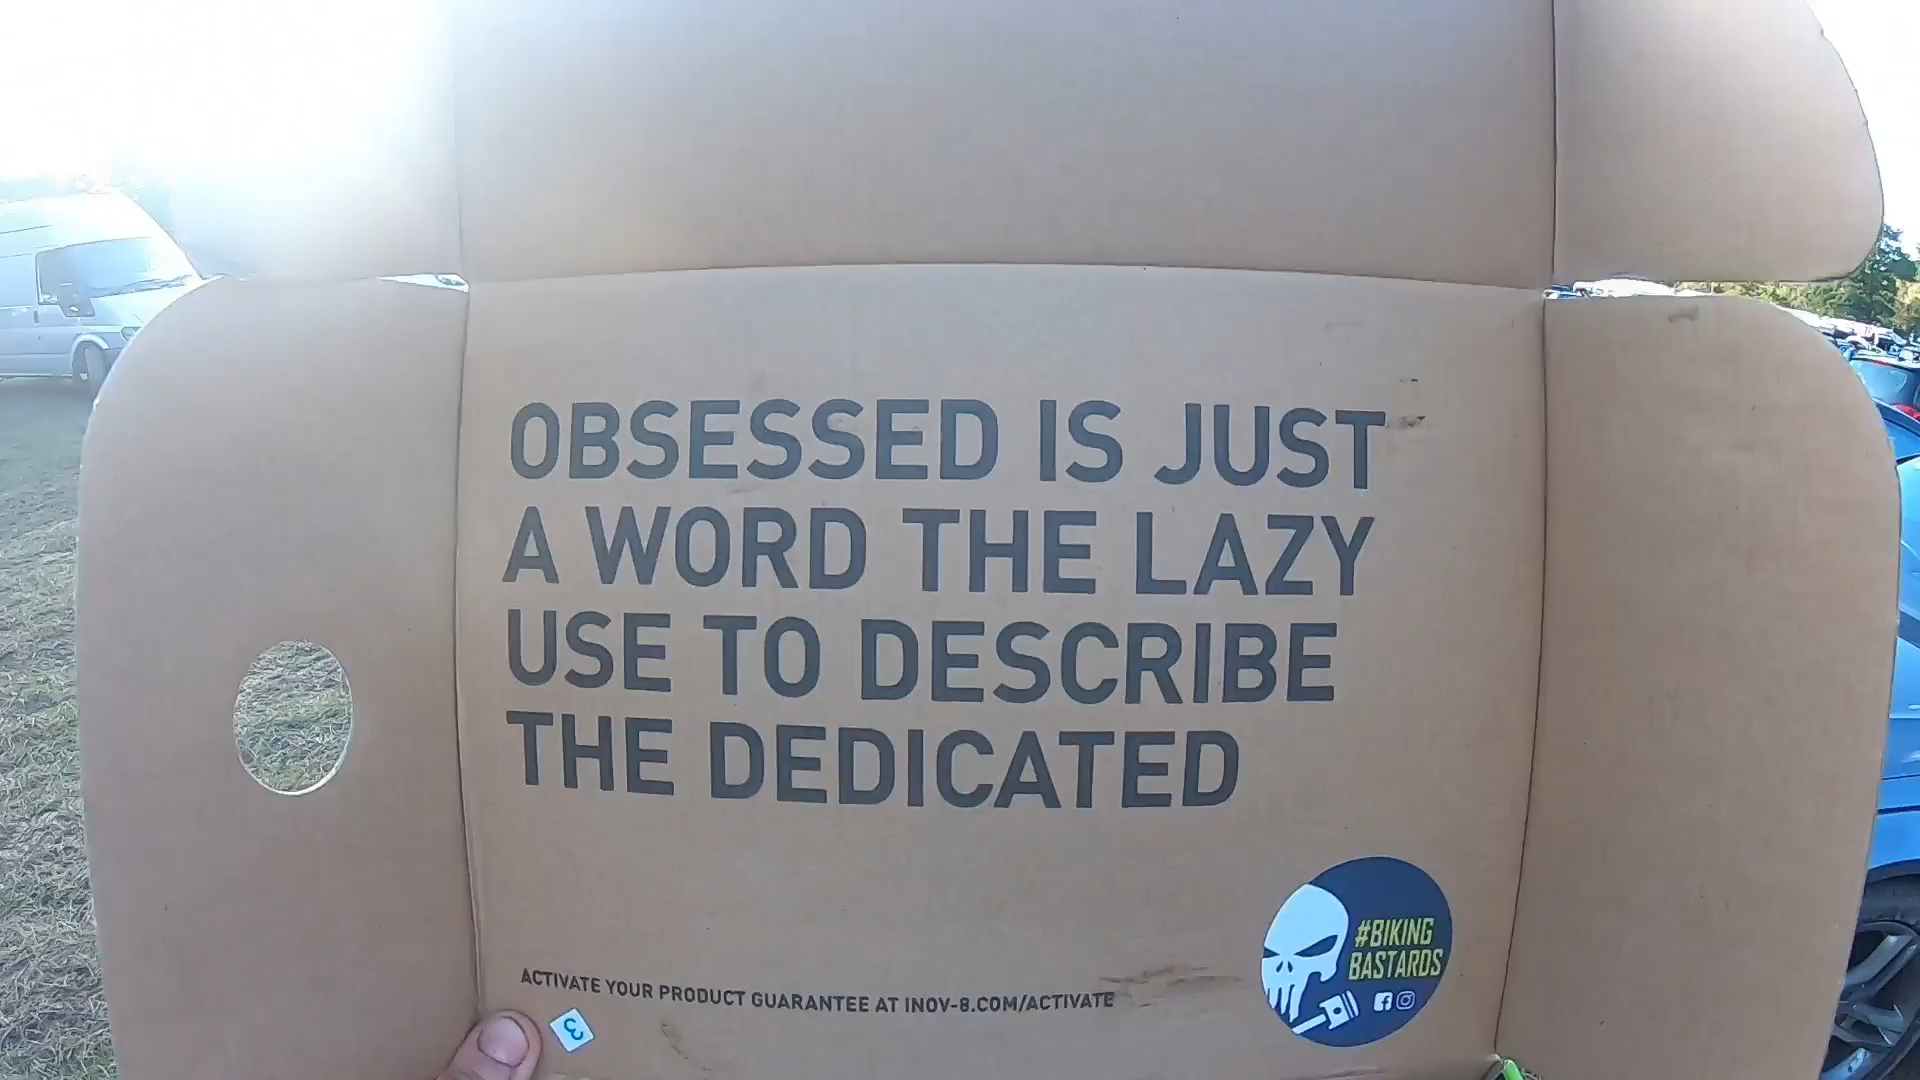 OBSESSED IS JUST
A WORD THE LAZY
USE TO DESCRIBE
THE DEDICATED
#BIKING
BASTARDS
ACTIVATE YOUR PRODUCT GUARANTEE AT INOV-8.COM/ACTIVATE
3